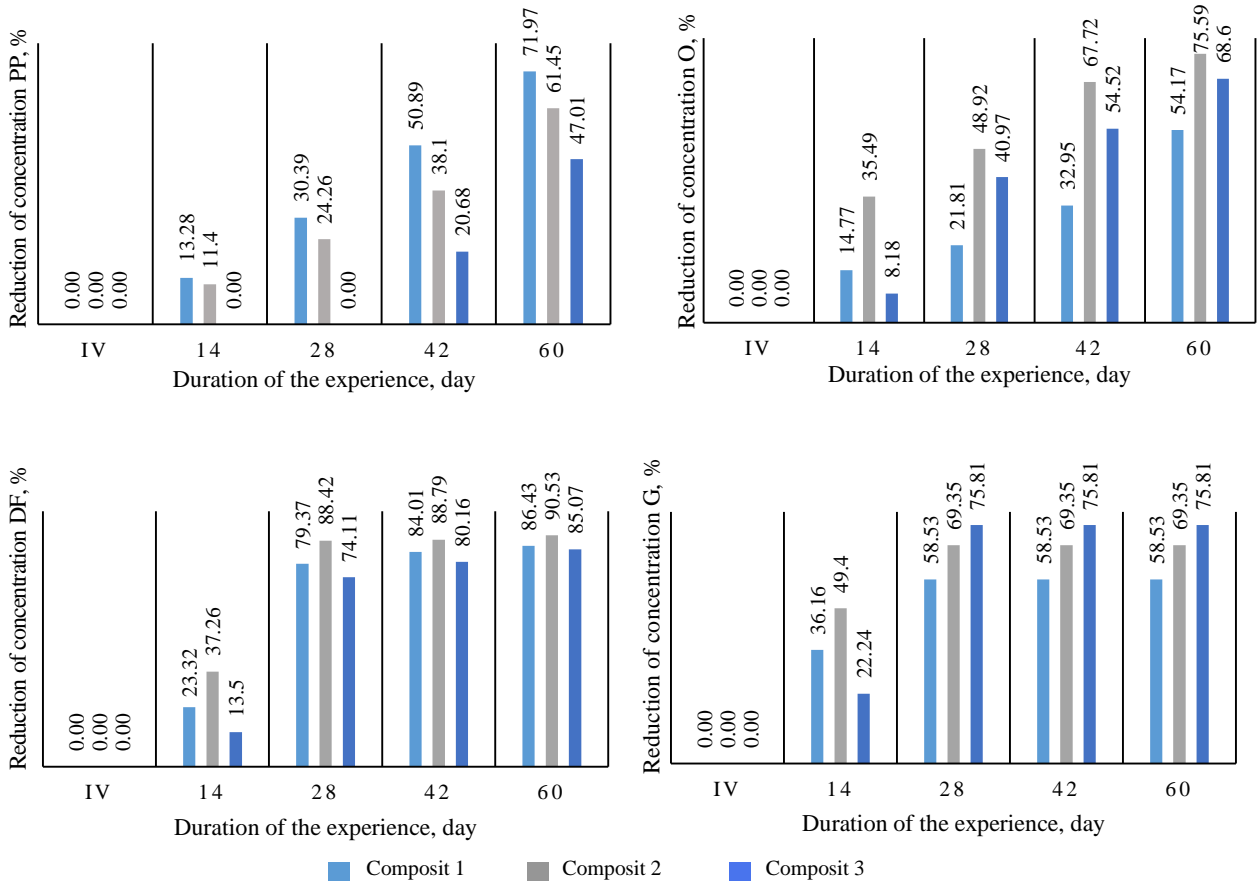 Reduction of concentration PP, %
0.00 0.00 0.00
13.28 11.4 0.00
30.39 24.26 0.00
50.89 38.1 20.68
71.97 61.45 47.01
IV 14 28 42 60
Duration of the experience, day
Reduction of concentration O, %
0.00 0.00 0.00
14.77 35.49 8.18
21.81 48.92 40.97
32.95 67.72 54.52
54.17 75.59 68.6
IV 14 28 42 60
Duration of the experience, day
Reduction of concentration DF, %
0.00 0.00 0.00
23.32 37.26 13.5
79.37 88.42 74.11
84.01 88.79 80.16
86.43 90.53 85.07
IV 14 28 42 60
Duration of the experience, day
Reduction of concentration G, %
0.00 0.00 0.00
36.16 49.4 22.24
58.53 69.35 75.81
58.53 69.35 75.81
58.53 69.35 75.81
IV 14 28 42 60
Duration of the experience, day
Composit 1 Composit 2 Composit 3